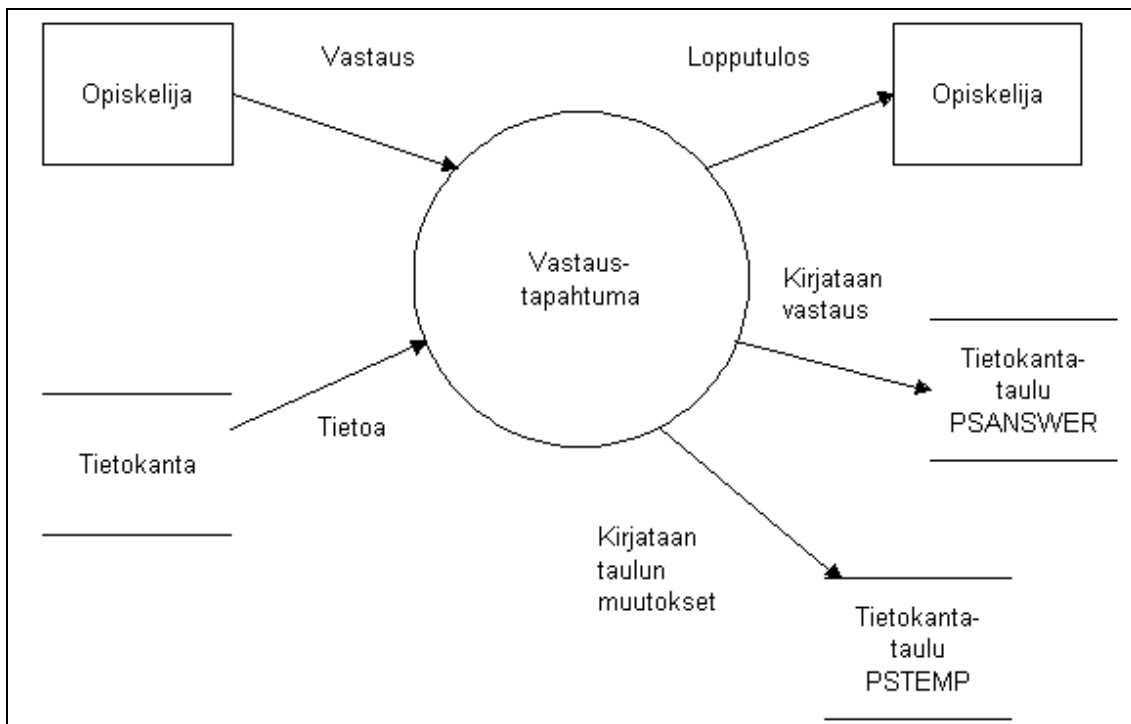 Vastaus
Lopputulos
Opiskelija
Opiskelija
Vastaus-
tapahtuma
Kirjataan
vastaus
Tietokanta-
taulu
PSANSWER
Tietoa
Tietokanta
Kirjataan
taulun
muutokset
Tietokanta-
taulu
PSTEMP